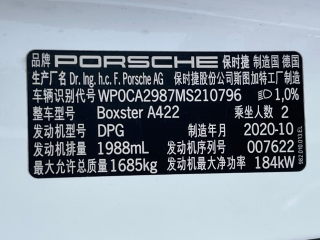 品牌 PORSCHE 保时捷 制造国 德国
生产厂名 Dr. Ing. h.c. F. Porsche AG 保时捷股份公司斯图加特工厂制造
车辆识别代号 WP0CA2987MS210796 1,0%
整车型号 Boxster A422 乘坐人数 2
发动机型号 DPG 制造年月 2020-10
发动机排量 1988mL 发动机序列号 007622
最大允许总质量 1685kg 发动机最大净功率 184kW